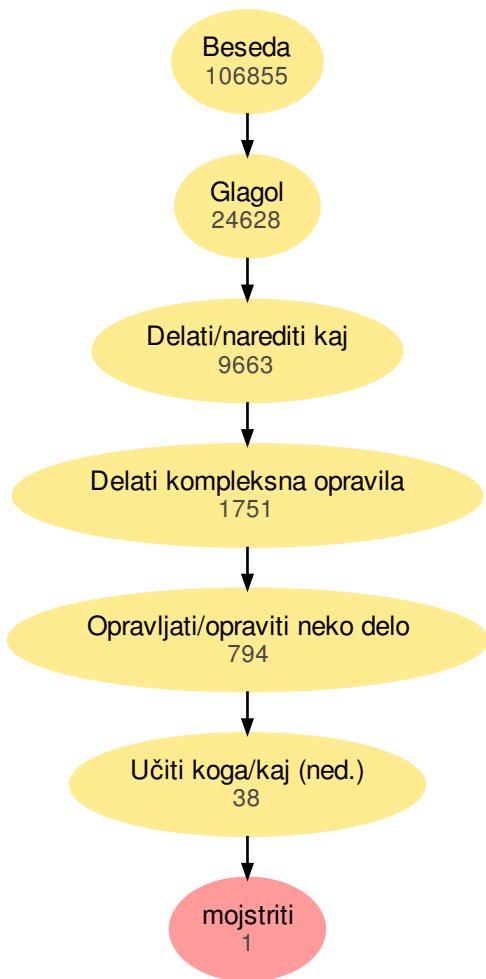 Beseda
106855
Glagol
24628
Delati/narediti kaj
9663
Delati kompleksna opravila
1751
Opravljati/opraviti neko delo
794
Učiti koga/kaj (ned.)
38
mojstriti
1